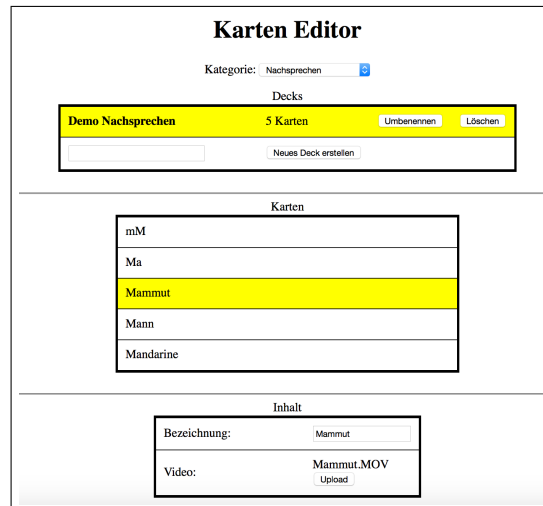 Karten Editor
Kategorie: Nachsprechen
Decks
Demo Nachsprechen 5 Karten Umbenennen Löschen
Neues Deck erstellen
Karten
mM
Ma
Mammut
Mann
Mandarine
Inhalt
Bezeichnung: Mammut
Video: Mammut.MOV
Upload